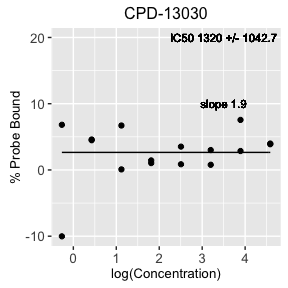 CPD-13030
IC50 1320 +/- 1042.7
slope 1.9
% Probe Bound
20
10
0
-10
0 1 2 3 4
log(Concentration)